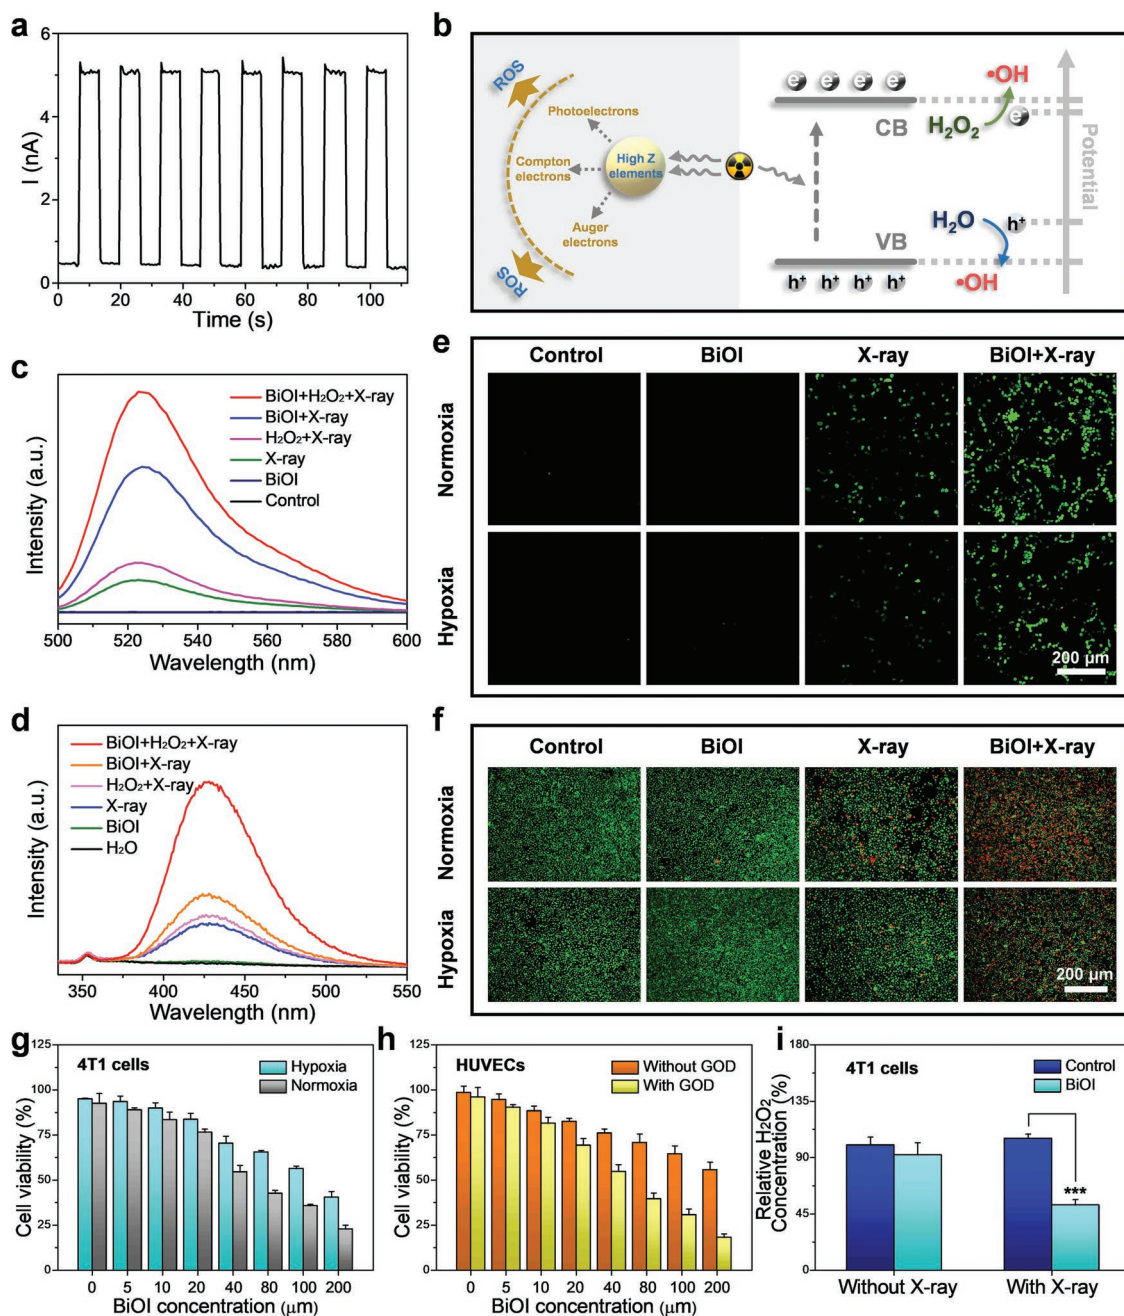 a
6
4
2
0
I (nA)
0 20 40 60 80 100
Time (s)
b
ROS
Photoelectrons
Compton
electrons
Auger
electrons
ROS
High Z
elements
e⁻ e⁻ e⁻ e⁻
CB
•OH
H₂O₂
e⁻
Potential
H₂O
h⁺
VB
h⁺ h⁺ h⁺ h⁺
•OH
c
BiOI+H₂O₂+X-ray
BiOI+X-ray
H₂O₂+X-ray
X-ray
BiOI
Control
Intensity (a.u.)
500 520 540 560 580 600
Wavelength (nm)
d
BiOI+H₂O₂+X-ray
BiOI+X-ray
H₂O₂+X-ray
X-ray
BiOI
H₂O
Intensity (a.u.)
350 400 450 500 550
Wavelength (nm)
e
Control BiOI X-ray BiOI+X-ray
Normoxia
Hypoxia
200 μm
f
Control BiOI X-ray BiOI+X-ray
Normoxia
Hypoxia
200 μm
g
4T1 cells
Hypoxia
Normoxia
125
100
75
50
25
0
Cell viability (%)
0 5 10 20 40 80 100 200
BiOI concentration (μm)
h
HUVECs
Without GOD
With GOD
125
100
75
50
25
0
Cell viability (%)
0 5 10 20 40 80 100 200
BiOI concentration (μm)
i
4T1 cells
Control
BiOI
180
135
90
45
0
Relative H₂O₂
Concentration (%)
***
Without X-ray With X-ray